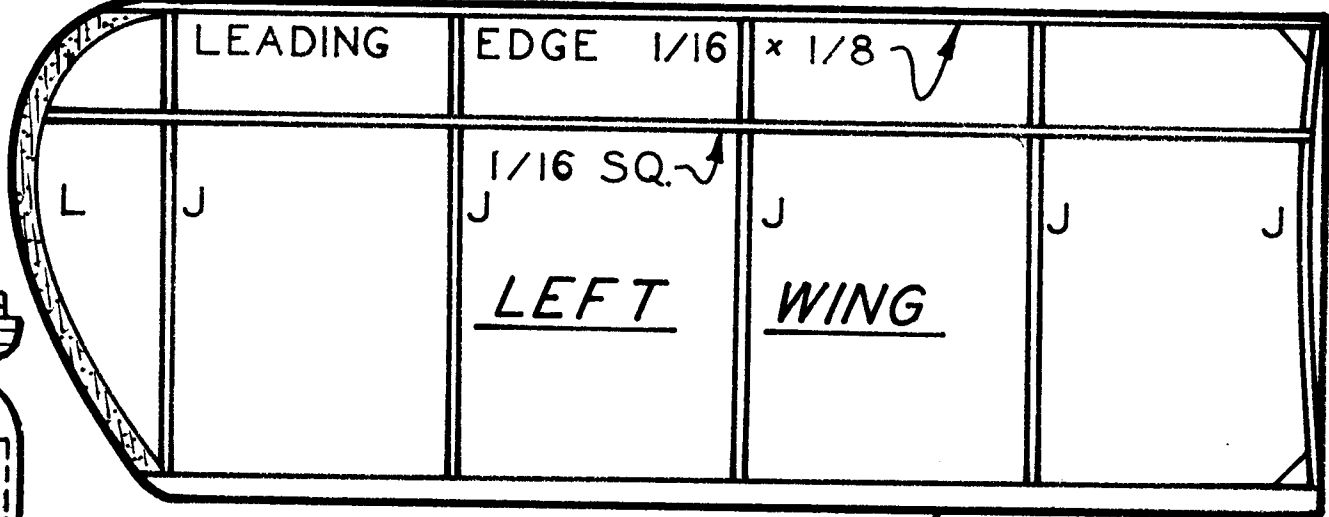 LEADING EDGE 1/16 x 1/8
1/16 SQ.
L J J J J J
LEFT WING